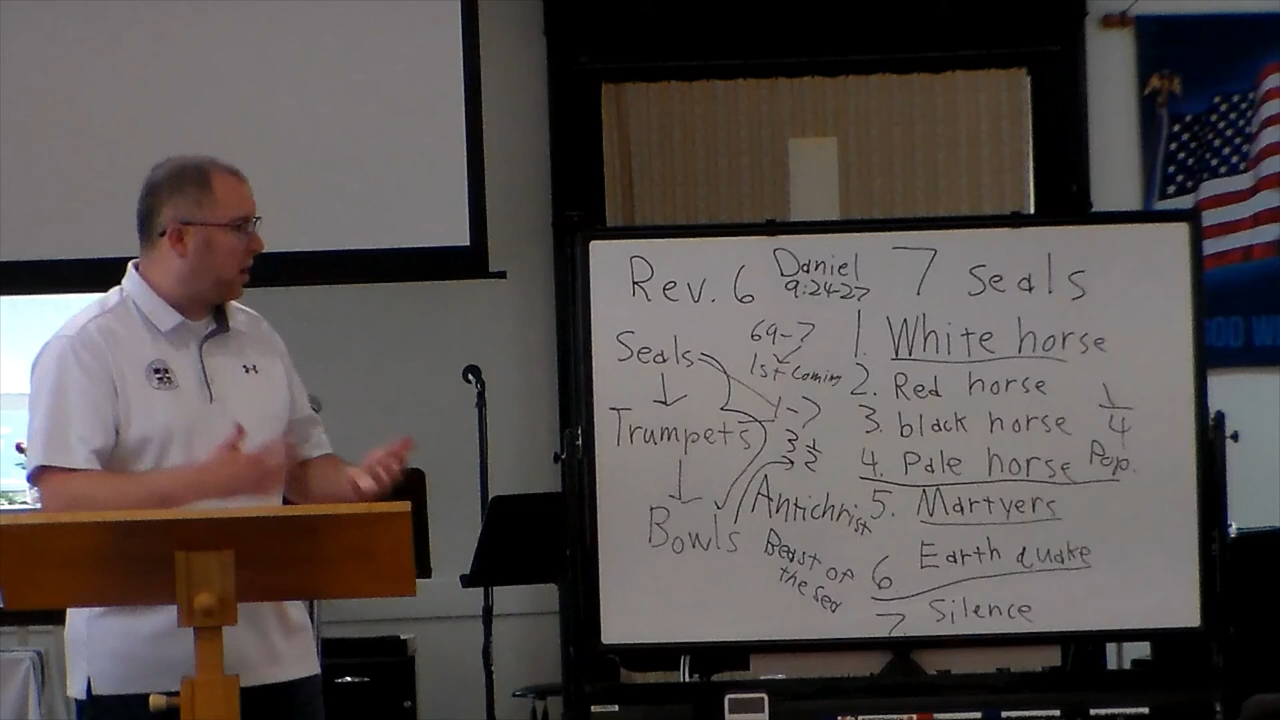 Rev. 6 Daniel 9:24-27 7 Seals
Seals
Trumpets
Bowls
69-7
1st Coming
1-7
3 1/2
Antichrist
Beast of
the Sea
1. White horse
2. Red horse
3. black horse 1/4
4. Pale horse Pop.
5. Martyers
6 Earth quake
7. Silence